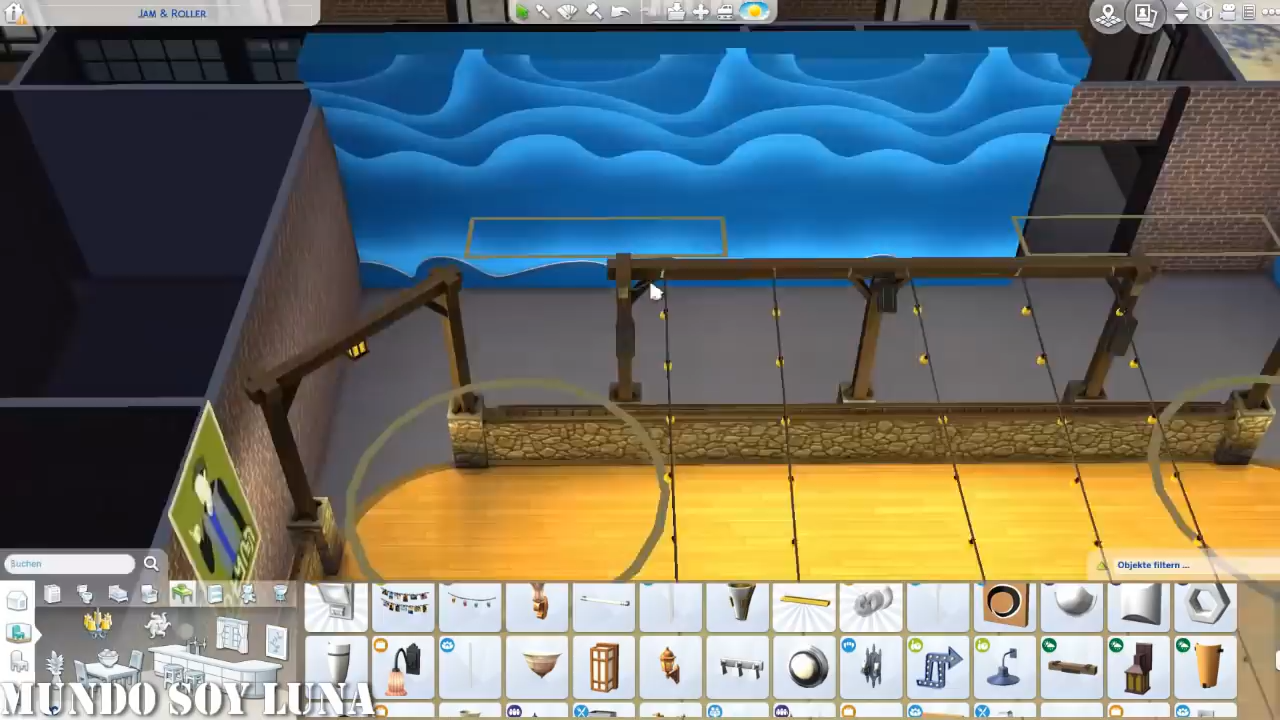 JAM & ROLLER
Suchen
Objekte filtern ...
MUNDO SOY LUNA